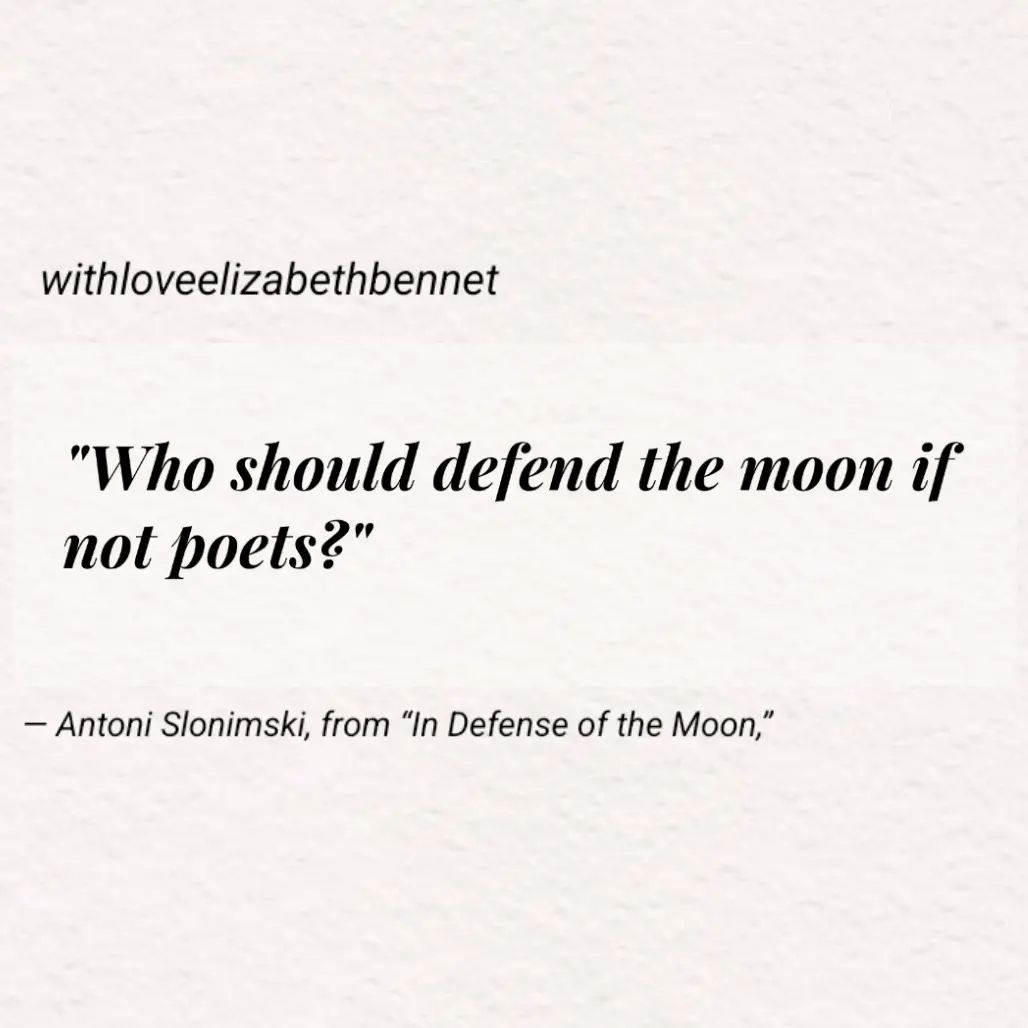 withloveelizabethbennet
"Who should defend the moon if
not poets?"
— Antoni Slonimski, from “In Defense of the Moon,”